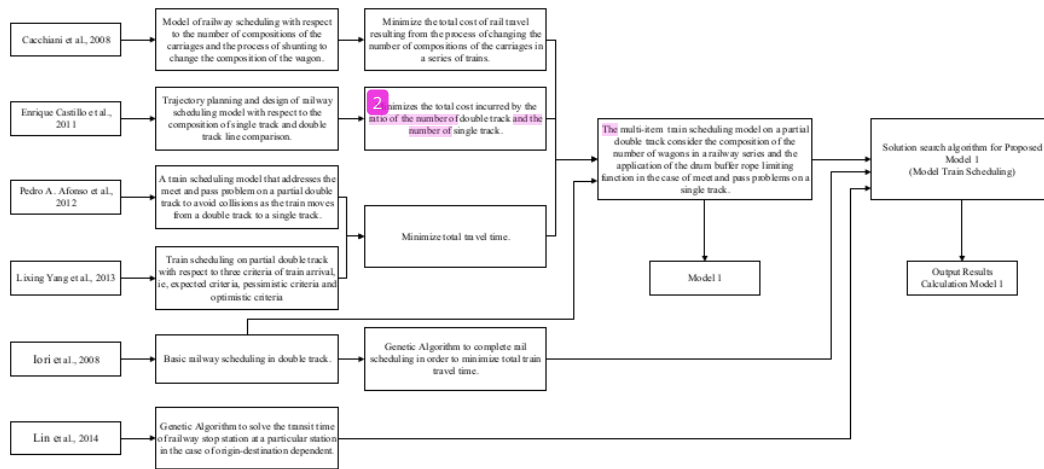 Cacchiani et al., 2008
Model of railway scheduling with respect
to the number of compositions of the
carriages and the process of shunting to
change the composition of the wagon.
Minimize the total cost of rail travel
resulting from the process of changing the
number of compositions of the carriages in
a series of trains.
Enrique Castillo et al.,
2011
Trajectory planning and design of railway
scheduling model with respect to the
composition of single track and double
track line comparison.
2
nimizes the total cost incurred by the
ratio of the number of double track and the
number of single track.
Pedro A. Afonso et al.,
2012
A train scheduling model that addresses the
meet and pass problem on a partial double
track to avoid collisions as the train moves
from a double track to a single track.
Minimize total travel time.
Lixing Yang et al., 2013
Train scheduling on partial double track
with respect to three criteria of train arrival,
ie, expected criteria, pessimistic criteria and
optimistic criteria
The multi-item train scheduling model on a partial
double track consider the composition of the
number of wagons in a railway series and the
application of the drum buffer rope limiting
function in the case of meet and pass problems on
a single track.
Solution search algorithm for Proposed
Model 1
(Model Train Scheduling)
Model 1
Output Results
Calculation Model 1
Iori et al., 2008
Basic railway scheduling in double track.
Genetic Algorithm to complete rail
scheduling in order to minimize total train
travel time.
Lin et al., 2014
Genetic Algorithm to solve the transit time
of railway stop station at a particular station
in the case of origin-destination dependent.